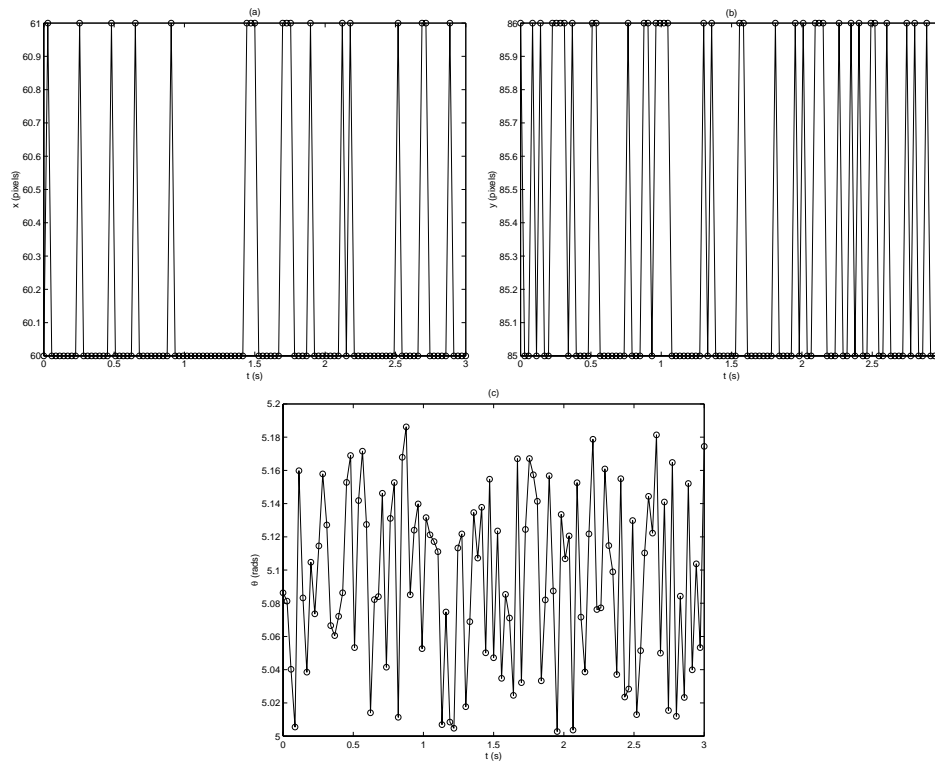 (a)
61
60.9
60.8
60.7
60.6
60.5
60.4
60.3
60.2
60.1
60
x (pixels)
0 0.5 1 1.5 2 2.5 3
t (s)
(b)
86
85.9
85.8
85.7
85.6
85.5
85.4
85.3
85.2
85.1
85
y (pixels)
0 0.5 1 1.5 2 2.5
t (s)
(c)
5.2
5.18
5.16
5.14
5.12
5.1
5.08
5.06
5.04
5.02
5
θ (rads)
0 0.5 1 1.5 2 2.5 3
t (s)